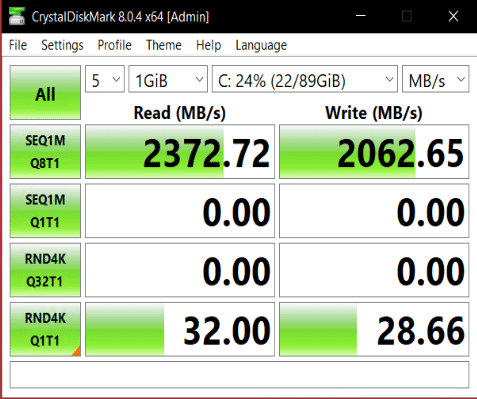 CrystalDiskMark 8.0.4 x64 [Admin]
File Settings Profile Theme Help Language
All 5 1GiB C: 24% (22/89GiB) MB/s
Read (MB/s) Write (MB/s)
SEQ1M
Q8T1 2372.72 2062.65
SEQ1M
Q1T1 0.00 0.00
RND4K
Q32T1 0.00 0.00
RND4K
Q1T1 32.00 28.66